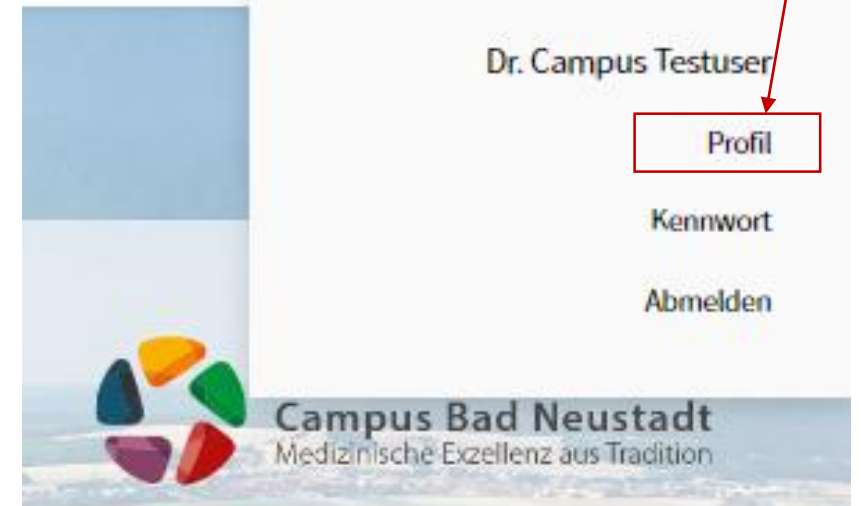 Dr. Campus Testuser
Profil
Kennwort
Abmelden
Campus Bad Neustadt
Medizinische Exzellenz aus Tradition